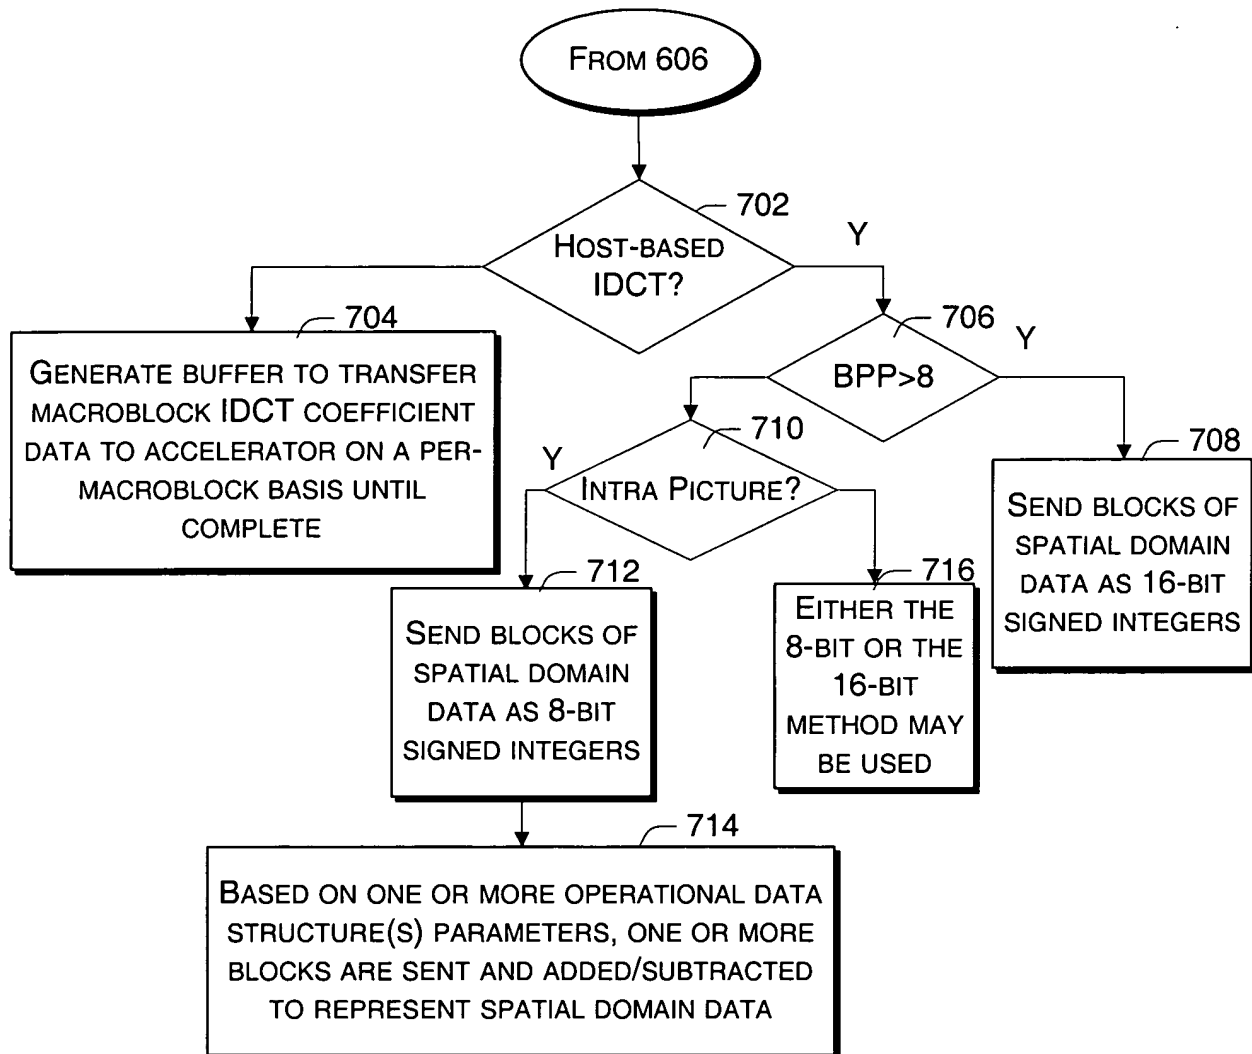 FROM 606
702
HOST-BASED
IDCT?
Y
704
GENERATE BUFFER TO TRANSFER
MACROBLOCK IDCT COEFFICIENT
DATA TO ACCELERATOR ON A PER-
MACROBLOCK BASIS UNTIL
COMPLETE
706
BPP>8
Y
710
INTRA PICTURE?
Y
708
SEND BLOCKS OF
SPATIAL DOMAIN
DATA AS 16-BIT
SIGNED INTEGERS
712
SEND BLOCKS OF
SPATIAL DOMAIN
DATA AS 8-BIT
SIGNED INTEGERS
716
EITHER THE
8-BIT OR THE
16-BIT
METHOD MAY
BE USED
714
BASED ON ONE OR MORE OPERATIONAL DATA
STRUCTURE(S) PARAMETERS, ONE OR MORE
BLOCKS ARE SENT AND ADDED/SUBTRACTED
TO REPRESENT SPATIAL DOMAIN DATA